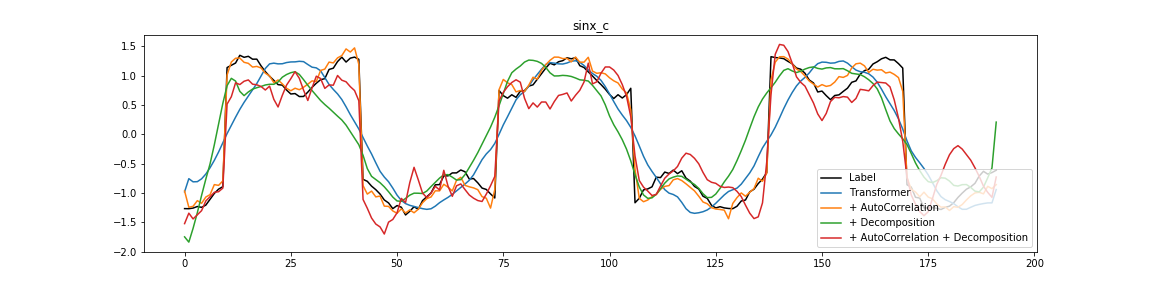 sinx_c
1.5
1.0
0.5
0.0
−0.5
−1.0
−1.5
−2.0
0 25 50 75 100 125 150 175 200
Label
Transformer
+ AutoCorrelation
+ Decomposition
+ AutoCorrelation + Decomposition